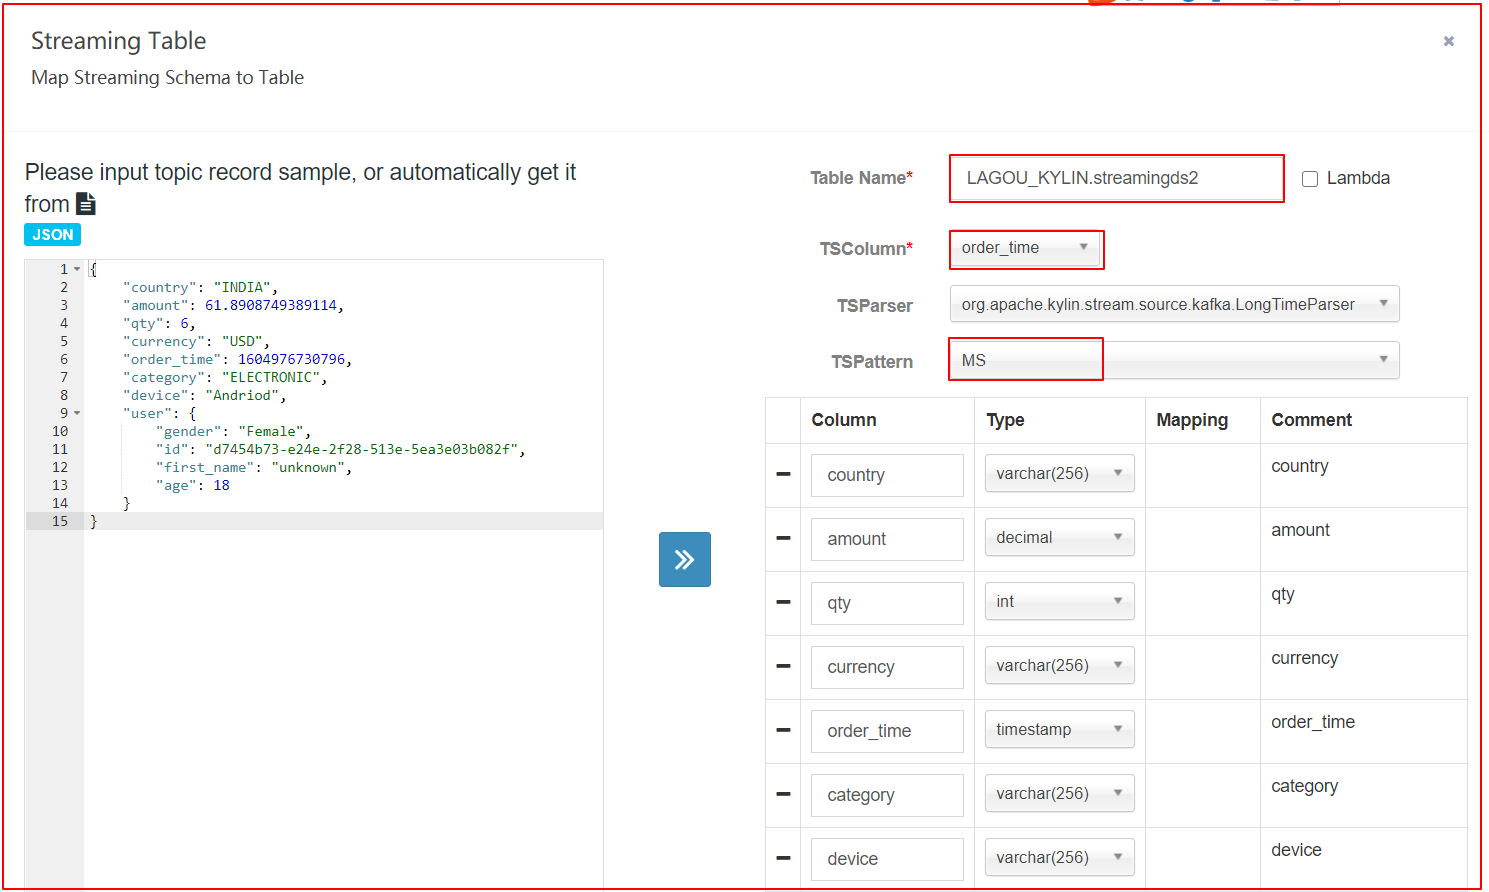 Streaming Table
Map Streaming Schema to Table
Please input topic record sample, or automatically get it
from
JSON
1 {
2 "country": "INDIA",
3 "amount": 61.8908749389114,
4 "qty": 6,
5 "currency": "USD",
6 "order_time": 1604976730796,
7 "category": "ELECTRONIC",
8 "device": "Andriod",
9 "user": {
10 "gender": "Female",
11 "id": "d7454b73-e24e-2f28-513e-5ea3e03b082f",
12 "first_name": "unknown",
13 "age": 18
14 }
15 }
Table Name* LAGOU_KYLIN.streamingds2 Lambda
TSColumn* order_time
TSParser org.apache.kylin.stream.source.kafka.LongTimeParser
TSPattern MS
Column Type Mapping Comment
country varchar(256) country
amount decimal amount
qty int qty
currency varchar(256) currency
order_time timestamp order_time
category varchar(256) category
device varchar(256) device